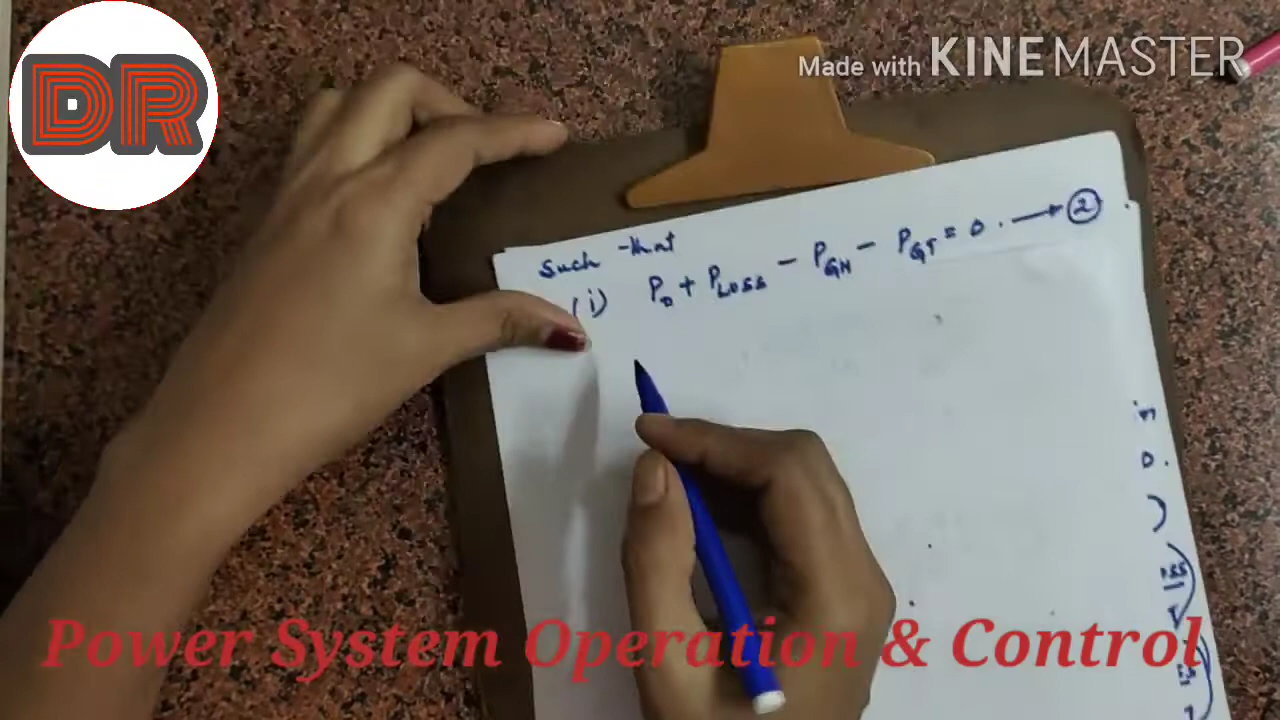 DR
Made with KINEMASTER
such that
(i) P_D + P_LOSS - P_GH - P_GT = 0. → ②
Power System Operation & Control